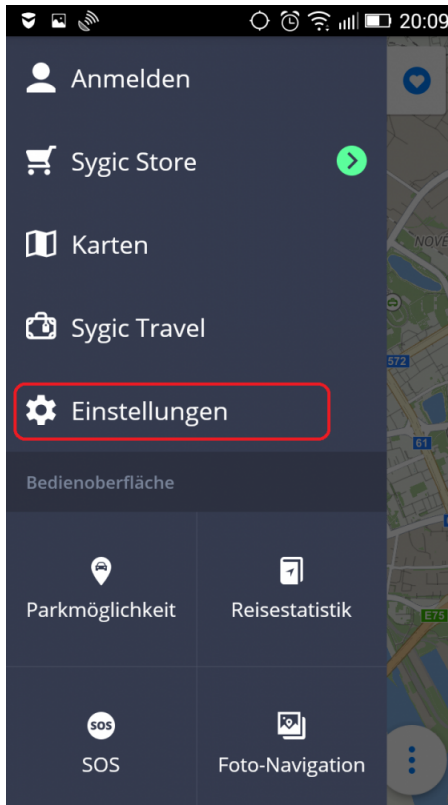 20:09
Anmelden
Sygic Store
Karten
NOVÉ
Sygic Travel
572
Einstellungen
61
Bedienoberfläche
Parkmöglichkeit
Reisestatistik
E75
SOS
SOS
Foto-Navigation